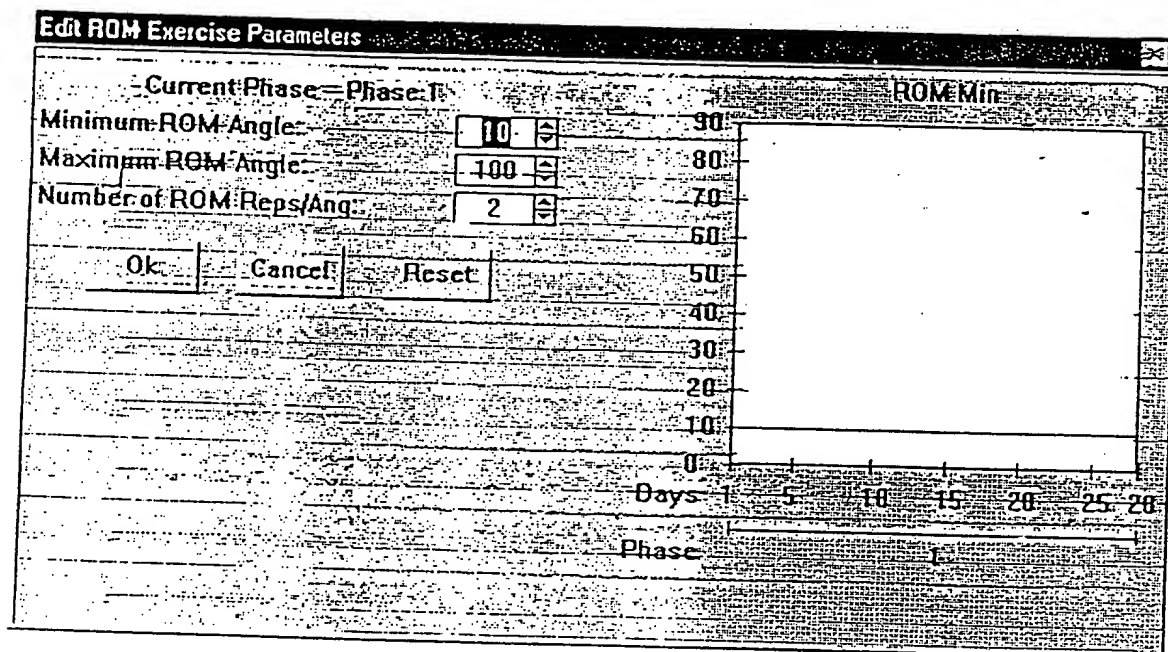 Edit ROM Exercise Parameters
Current Phase = Phase 1
Minimum ROM Angle: 10
Maximum ROM Angle: 100
Number of ROM Reps/Ang: 2
Ok Cancel Reset
ROM Min
90
80
70
60
50
40
30
20
10
0
Days 1 5 10 15 20 25 28
Phase 1